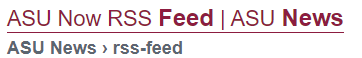 ASU Now RSS Feed | ASU News
ASU News › rss-feed